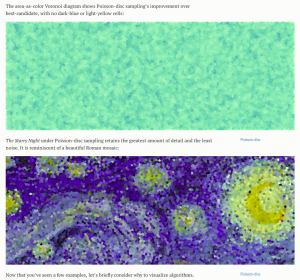 The area-as-color Voronoi diagram shows Poisson-disc sampling's improvement over
best-candidate, with no dark-blue or light-yellow cells:
The Starry Night under Poisson-disc sampling retains the greatest amount of detail and the least
noise. It is reminiscent of a beautiful Roman mosaic:
Poisson-disc
Now that you've seen a few examples, let's briefly consider why to visualize algorithms.
Poisson-disc